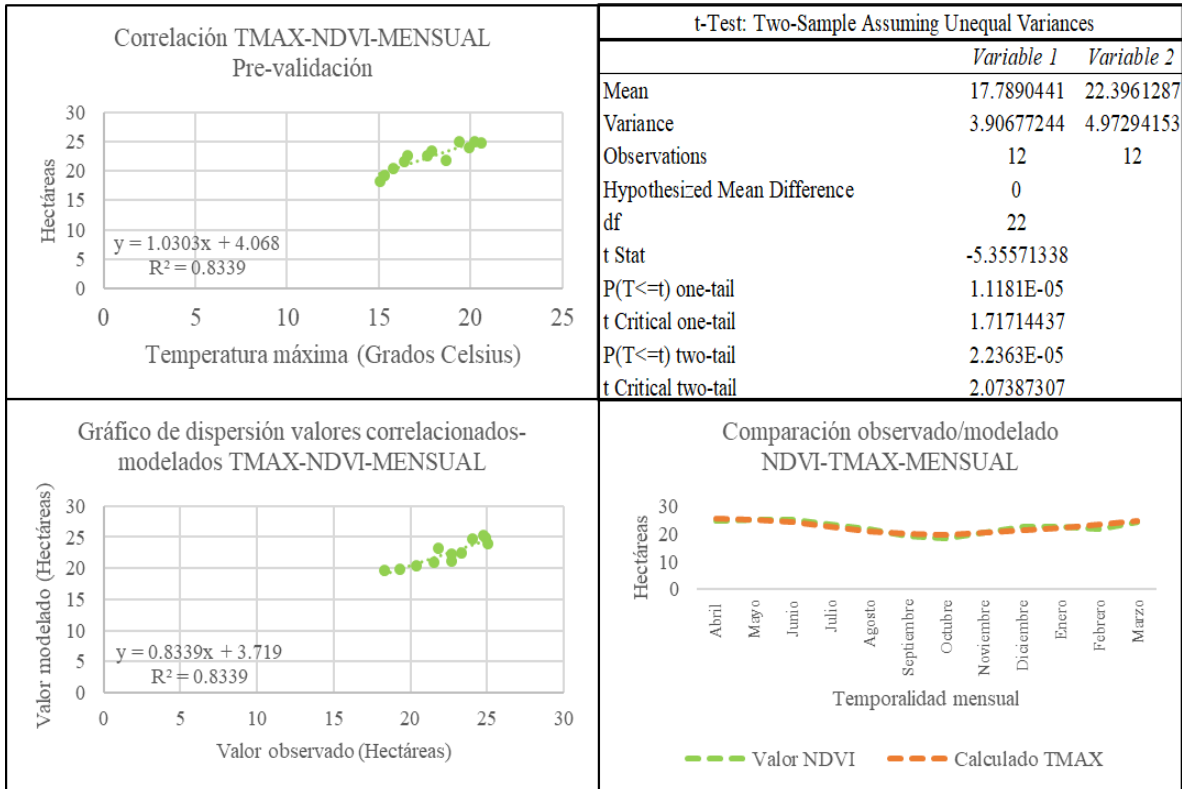 Correlación TMAX-NDVI-MENSUAL
Pre-validación
Hectáreas
30
25
20
15
10
5
0
y = 1.0303x + 4.068
R² = 0.8339
0 5 10 15 20 25
Temperatura máxima (Grados Celsius)
t-Test: Two-Sample Assuming Unequal Variances
Variable 1 Variable 2
Mean 17.7890441 22.3961287
Variance 3.90677244 4.97294153
Observations 12 12
Hypothesized Mean Difference 0
df 22
t Stat -5.35571338
P(T<=t) one-tail 1.1181E-05
t Critical one-tail 1.71714437
P(T<=t) two-tail 2.2363E-05
t Critical two-tail 2.07387307
Gráfico de dispersión valores correlacionados-
modelados TMAX-NDVI-MENSUAL
Valor modelado (Hectáreas)
30
25
20
15
10
5
0
y = 0.8339x + 3.719
R² = 0.8339
0 5 10 15 20 25 30
Valor observado (Hectáreas)
Comparación observado/modelado
NDVI-TMAX-MENSUAL
Hectáreas
30
20
10
0
Abril
Mayo
Junio
Julio
Agosto
Septiembre
Octubre
Noviembre
Diciembre
Enero
Febrero
Marzo
Temporalidad mensual
Valor NDVI Calculado TMAX